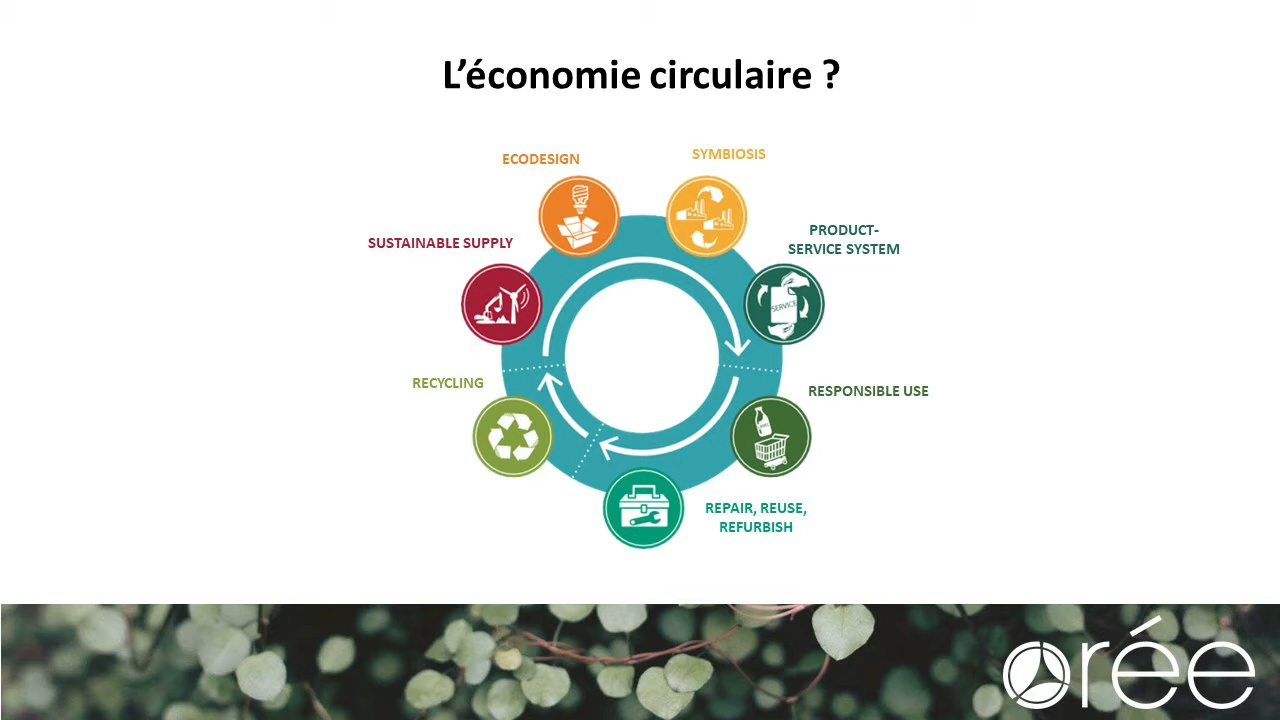 L'économie circulaire ?
ECODESIGN
SYMBIOSIS
SUSTAINABLE SUPPLY
PRODUCT-
SERVICE SYSTEM
SERVICE
RECYCLING
RESPONSIBLE USE
REPAIR, REUSE,
REFURBISH
orée